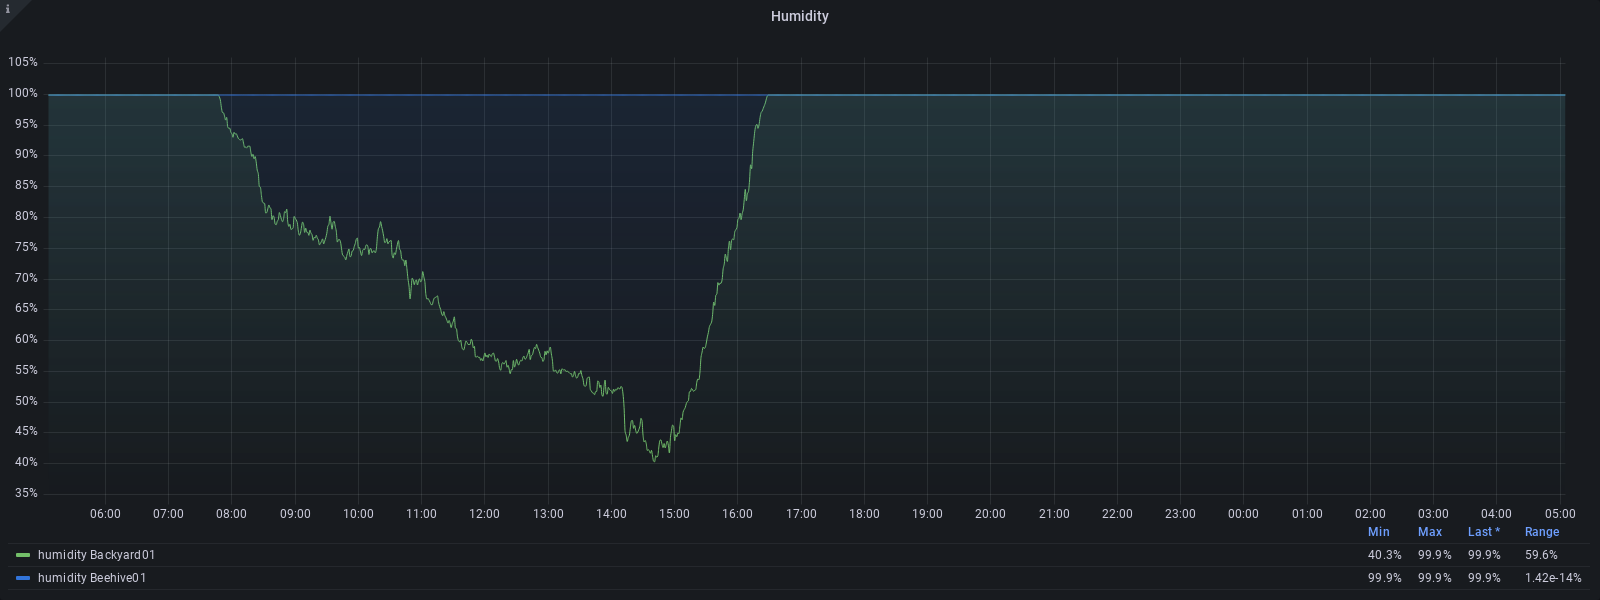 i
Humidity
105%
100%
95%
90%
85%
80%
75%
70%
65%
60%
55%
50%
45%
40%
35%
06:00 07:00 08:00 09:00 10:00 11:00 12:00 13:00 14:00 15:00 16:00 17:00 18:00 19:00 20:00 21:00 22:00 23:00 00:00 01:00 02:00 03:00 04:00 05:00
Min Max Last * Range
humidity Backyard01 40.3% 99.9% 99.9% 59.6%
humidity Beehive01 99.9% 99.9% 99.9% 1.42e-14%